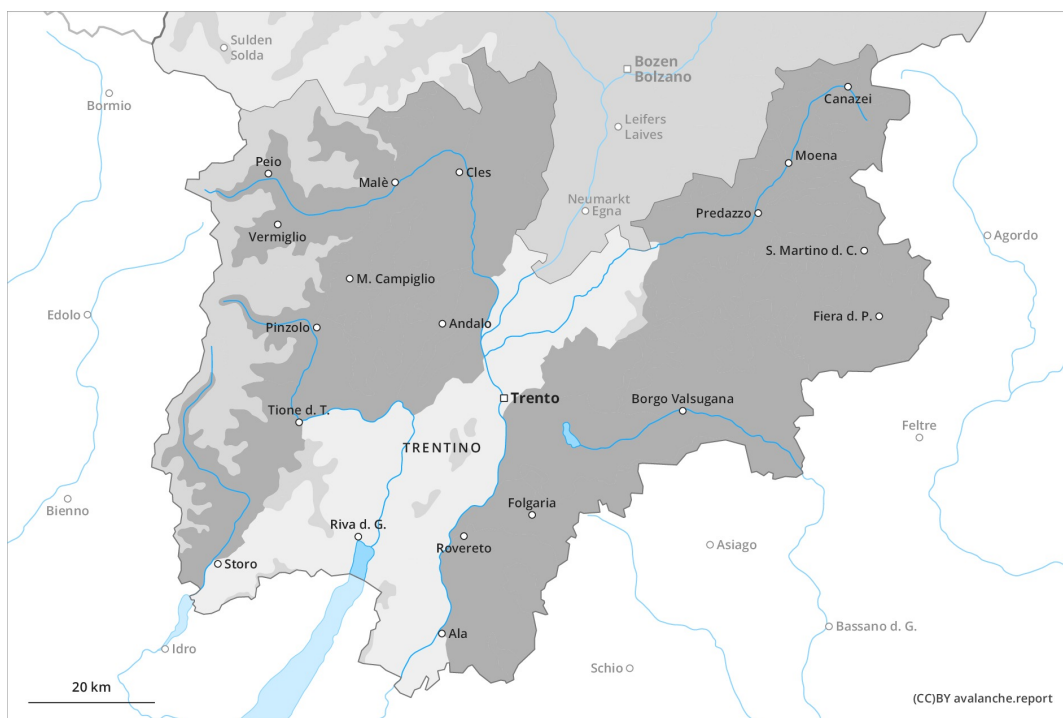 Sulden
Solda
Bozen
Bolzano
Bormio
Canazei
Leifers
Laives
Moena
Peio
Malè
Cles
Neumarkt
Egna
Predazzo
Vermiglio
Agordo
S. Martino d. C.
M. Campiglio
Edolo
Pinzolo
Andalo
Fiera d. P.
Trento
Borgo Valsugana
Tione d. T.
Feltre
TRENTINO
Bienno
Folgaria
Riva d. G.
Rovereto
Asiago
Storo
Bassano d. G.
Ala
Idro
Schio
20 km
(CC)BY avalanche.report